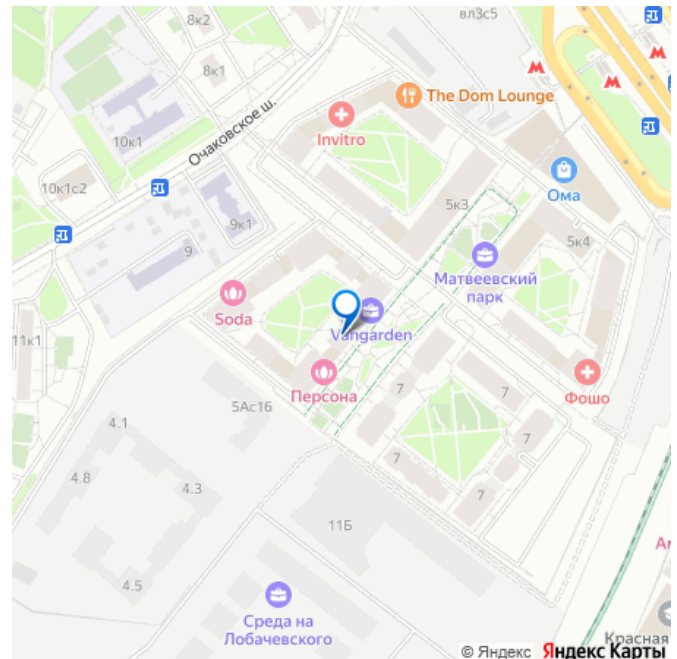 8к2
вл3с5
8к1
The Dom Lounge
Invitro
10к1
Очаковское ш.
Ома
10к1с2
5к3
9к1
5к4
9
Матвеевский
парк
Soda
Vangarden
11к1
Персона
7
Фошо
5Ас16
7
4.1
7
4.8
4.3
7
11Б
4.5
Среда на
Лобачевского
Красная
© Яндекс Яндекс Карты